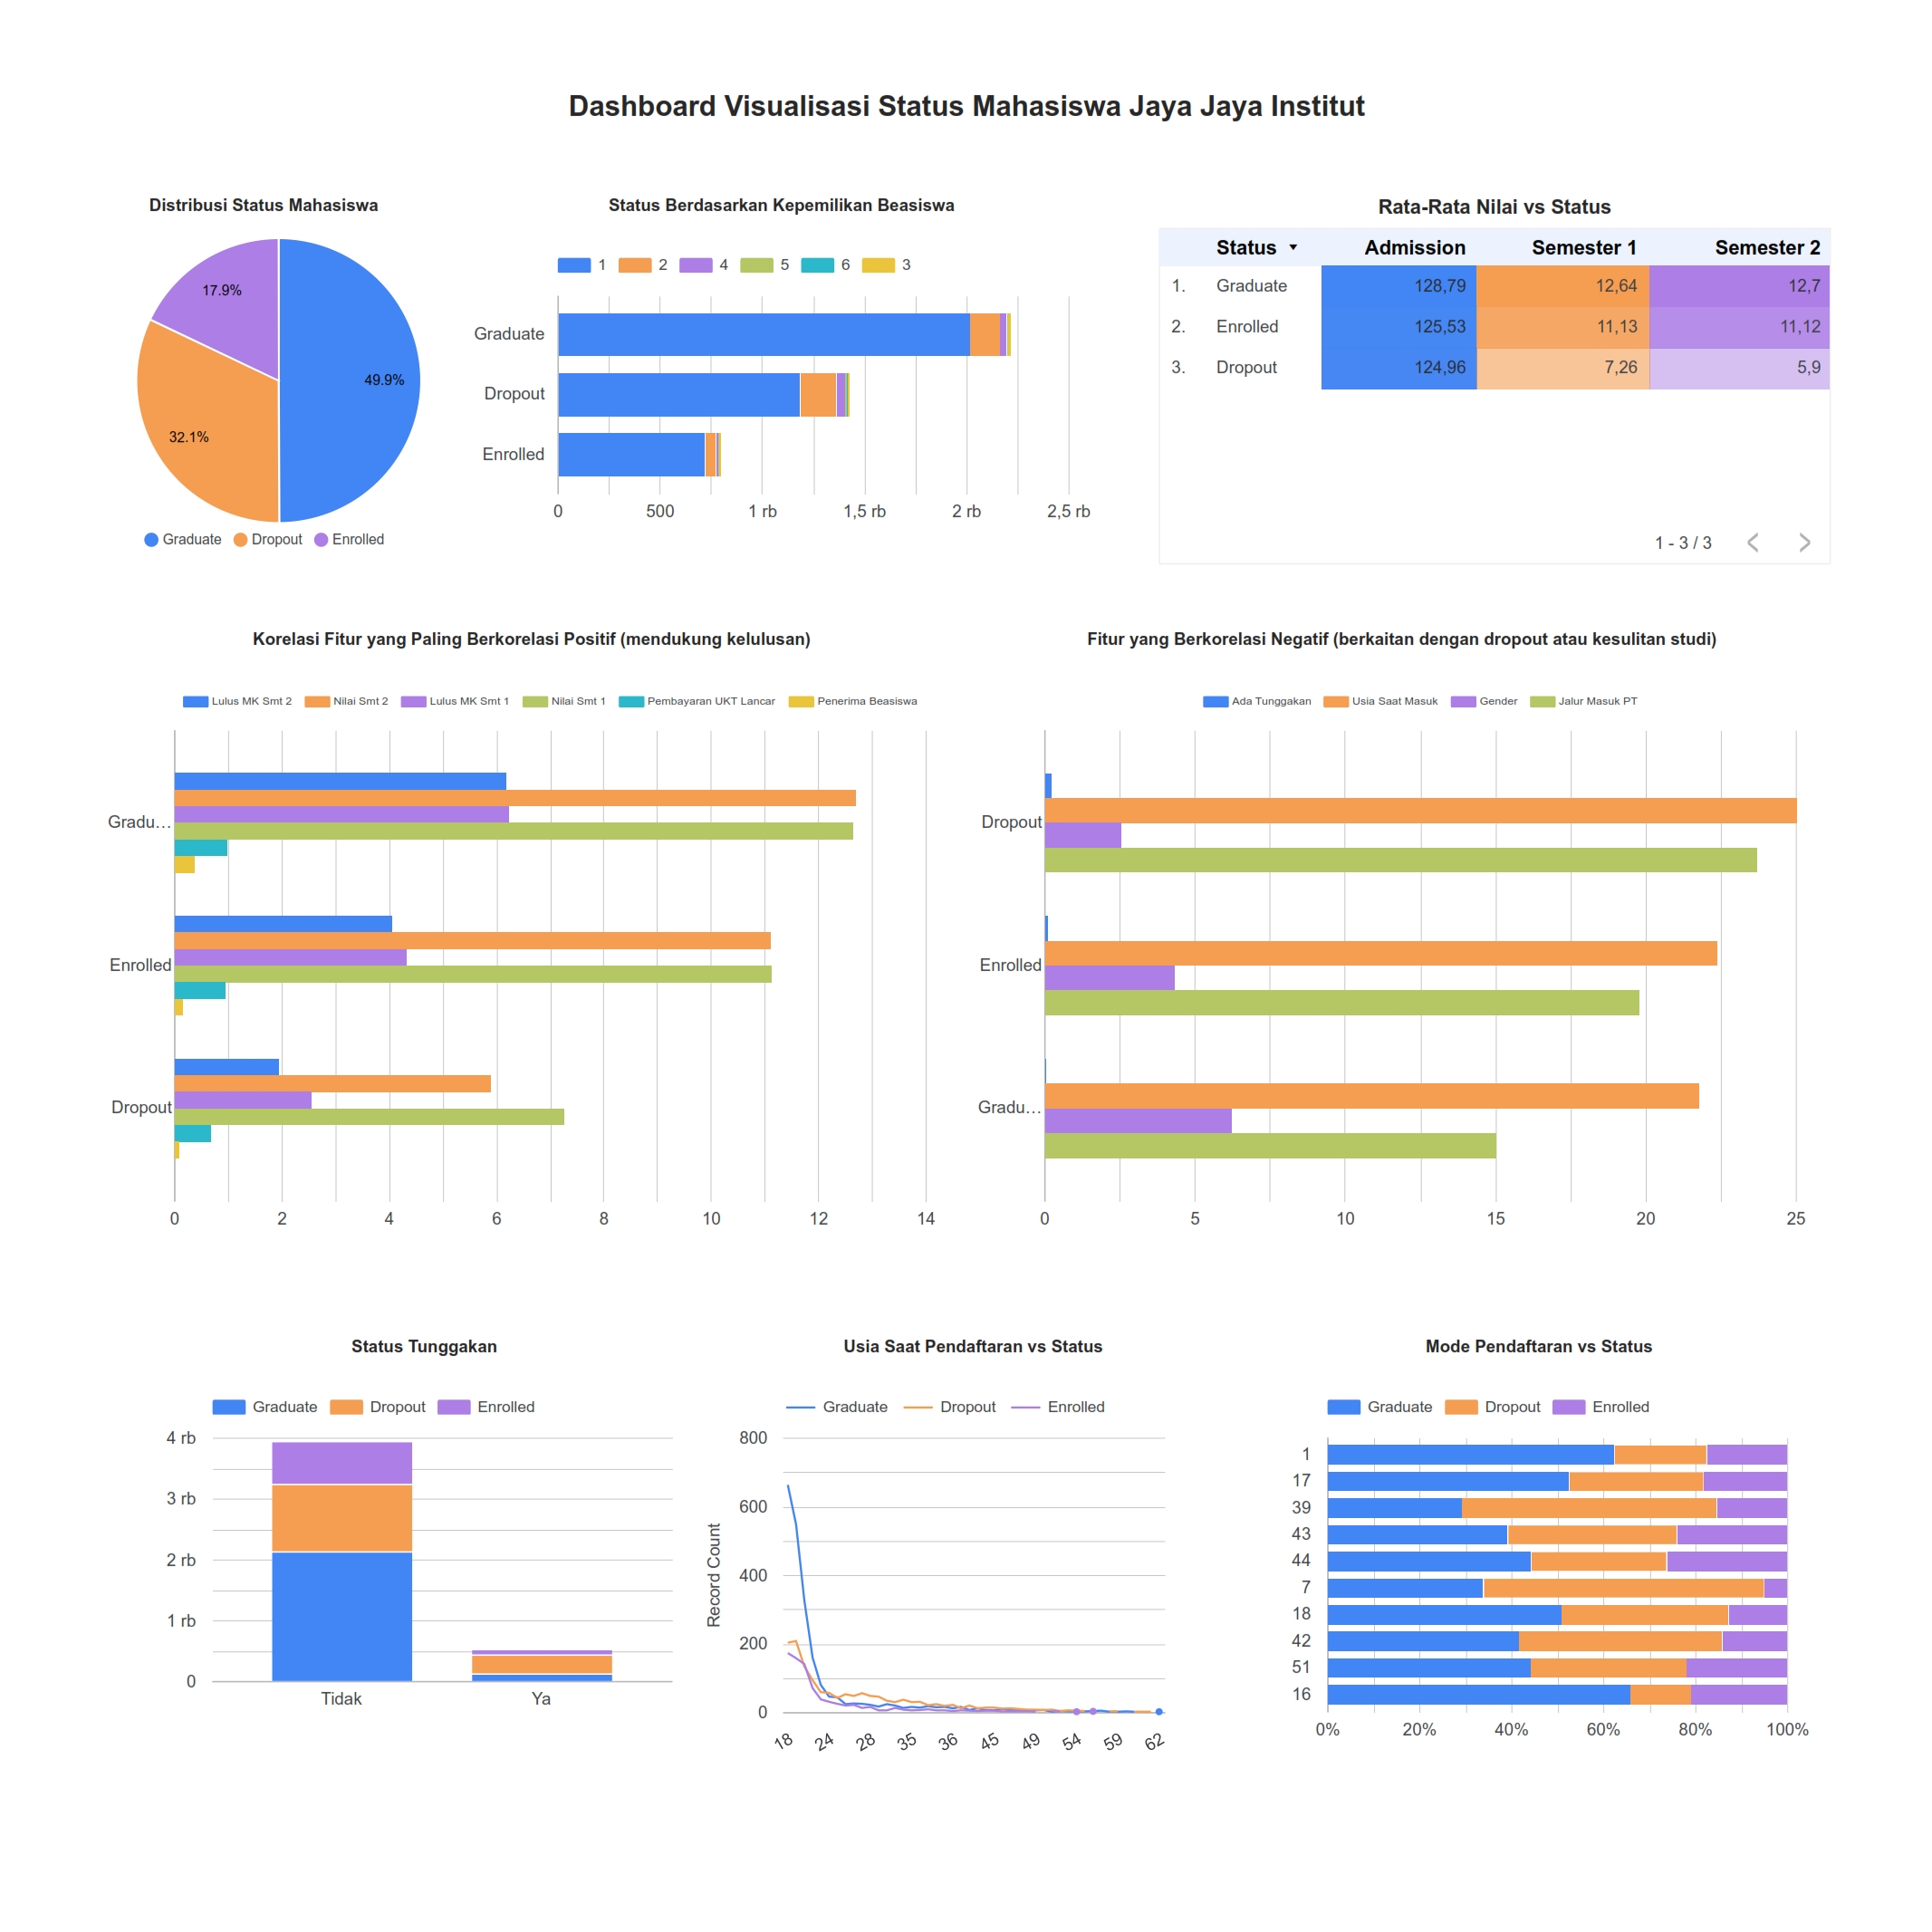 Dashboard Visualisasi Status Mahasiswa Jaya Jaya Institut
Distribusi Status Mahasiswa
17.9%
49.9%
32.1%
Graduate Dropout Enrolled
Status Berdasarkan Kepemilikan Beasiswa
1 2 4 5 6 3
Graduate
Dropout
Enrolled
0 500 1 rb 1,5 rb 2 rb 2,5 rb
Rata-Rata Nilai vs Status
Status Admission Semester 1 Semester 2
1. Graduate 128,79 12,64 12,7
2. Enrolled 125,53 11,13 11,12
3. Dropout 124,96 7,26 5,9
1 - 3 / 3
Korelasi Fitur yang Paling Berkorelasi Positif (mendukung kelulusan)
Lulus MK Smt 2 Nilai Smt 2 Lulus MK Smt 1 Nilai Smt 1 Pembayaran UKT Lancar Penerima Beasiswa
Gradu...
Enrolled
Dropout
0 2 4 6 8 10 12 14
Fitur yang Berkorelasi Negatif (berkaitan dengan dropout atau kesulitan studi)
Ada Tunggakan Usia Saat Masuk Gender Jalur Masuk PT
Dropout
Enrolled
Gradu...
0 5 10 15 20 25
Status Tunggakan
Graduate Dropout Enrolled
4 rb
3 rb
2 rb
1 rb
0
Tidak Ya
Usia Saat Pendaftaran vs Status
Graduate Dropout Enrolled
Record Count
800
600
400
200
0
18 24 28 35 36 45 49 54 59 62
Mode Pendaftaran vs Status
Graduate Dropout Enrolled
1
17
39
43
44
7
18
42
51
16
0% 20% 40% 60% 80% 100%